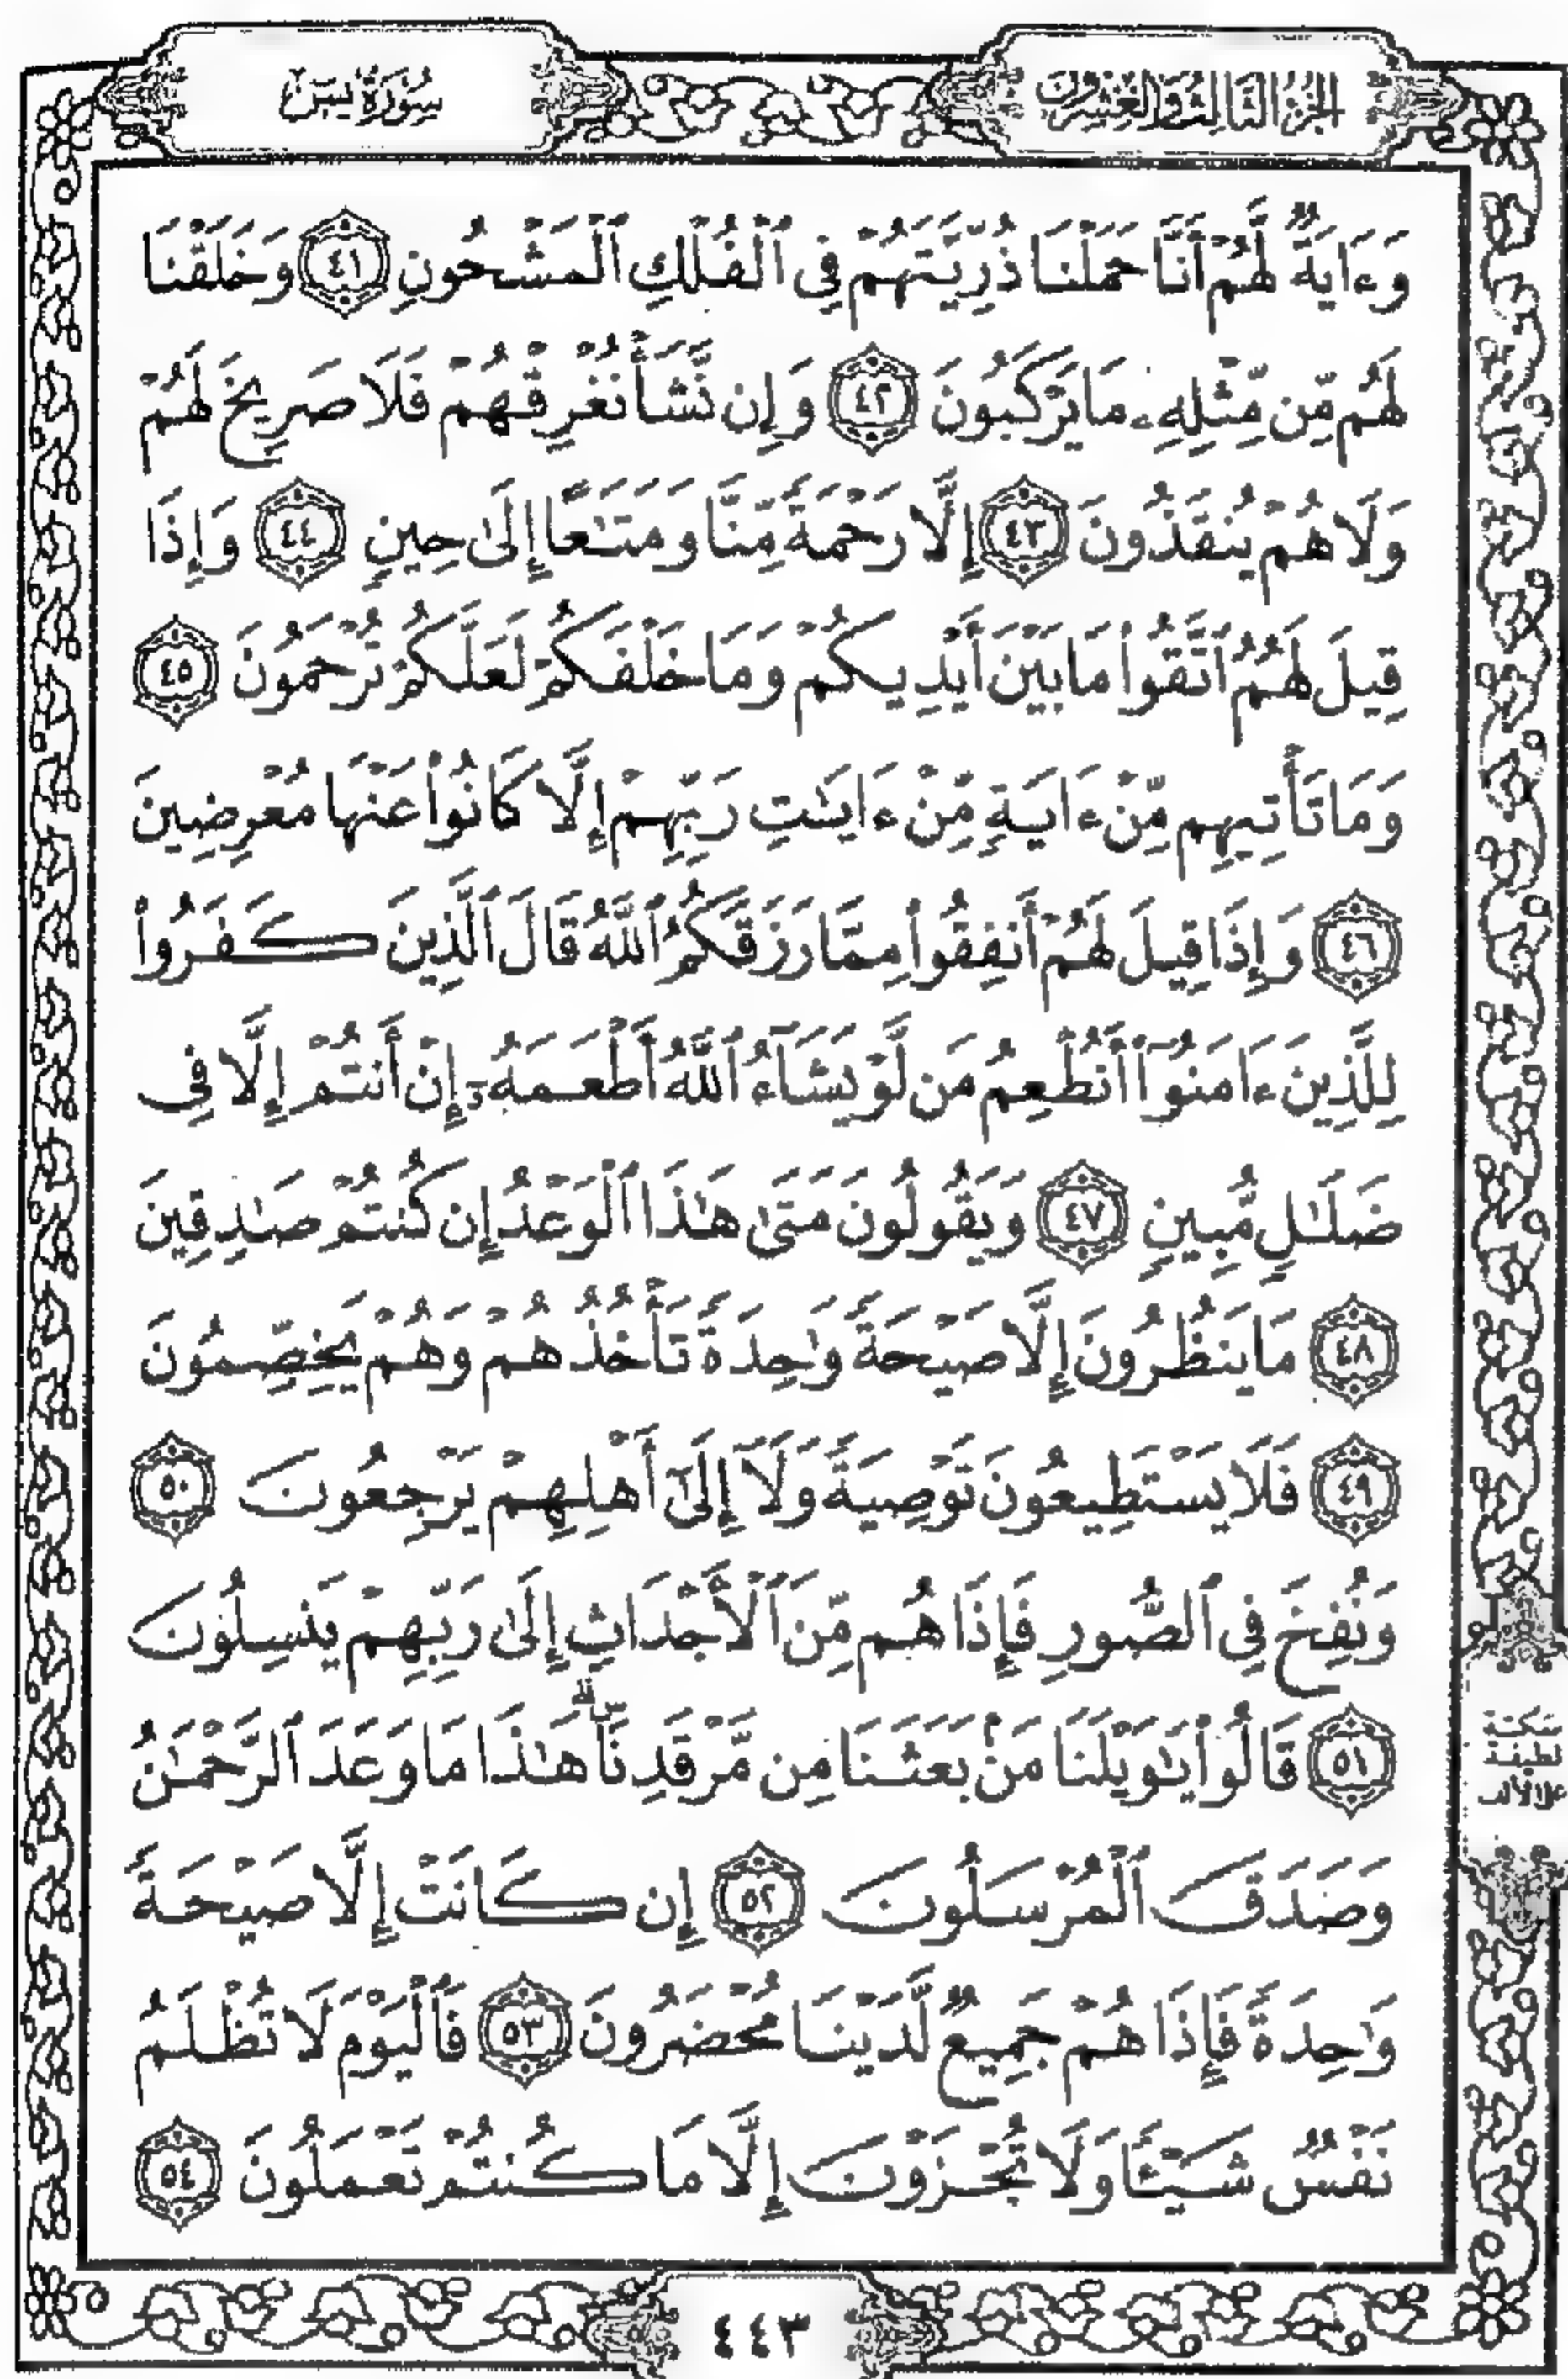 الجزء الثالث والعشرون
سورة يس
وَءَايَةٌ لَّهُمْ أَنَّا حَمَلْنَا ذُرِّيَّتَهُمْ فِى ٱلْفُلْكِ ٱلْمَشْحُونِ ٤١ وَخَلَقْنَا
لَهُم مِّن مِّثْلِهِۦ مَا يَرْكَبُونَ ٤٢ وَإِن نَّشَأْ نُغْرِقْهُمْ فَلَا صَرِيخَ لَهُمْ
وَلَا هُمْ يُنقَذُونَ ٤٣ إِلَّا رَحْمَةً مِّنَّا وَمَتَٰعًا إِلَىٰ حِينٍ ٤٤ وَإِذَا
قِيلَ لَهُمُ ٱتَّقُوا۟ مَا بَيْنَ أَيْدِيكُمْ وَمَا خَلْفَكُمْ لَعَلَّكُمْ تُرْحَمُونَ ٤٥
وَمَا تَأْتِيهِم مِّنْ ءَايَةٍ مِّنْ ءَايَٰتِ رَبِّهِمْ إِلَّا كَانُوا۟ عَنْهَا مُعْرِضِينَ
٤٦ وَإِذَا قِيلَ لَهُمْ أَنفِقُوا۟ مِمَّا رَزَقَكُمُ ٱللَّهُ قَالَ ٱلَّذِينَ كَفَرُوا۟
لِلَّذِينَ ءَامَنُوٓا۟ أَنُطْعِمُ مَن لَّوْ يَشَآءُ ٱللَّهُ أَطْعَمَهُۥٓ إِنْ أَنتُمْ إِلَّا فِى
ضَلَٰلٍ مُّبِينٍ ٤٧ وَيَقُولُونَ مَتَىٰ هَٰذَا ٱلْوَعْدُ إِن كُنتُمْ صَٰدِقِينَ
٤٨ مَا يَنظُرُونَ إِلَّا صَيْحَةً وَٰحِدَةً تَأْخُذُهُمْ وَهُمْ يَخِصِّمُونَ
٤٩ فَلَا يَسْتَطِيعُونَ تَوْصِيَةً وَلَآ إِلَىٰٓ أَهْلِهِمْ يَرْجِعُونَ ٥٠
وَنُفِخَ فِى ٱلصُّورِ فَإِذَا هُم مِّنَ ٱلْأَجْدَاثِ إِلَىٰ رَبِّهِمْ يَنسِلُونَ
٥١ قَالُوا۟ يَٰوَيْلَنَا مَنۢ بَعَثَنَا مِن مَّرْقَدِنَاۜ هَٰذَا مَا وَعَدَ ٱلرَّحْمَٰنُ
وَصَدَقَ ٱلْمُرْسَلُونَ ٥٢ إِن كَانَتْ إِلَّا صَيْحَةً
وَٰحِدَةً فَإِذَا هُمْ جَمِيعٌ لَّدَيْنَا مُحْضَرُونَ ٥٣ فَٱلْيَوْمَ لَا تُظْلَمُ
نَفْسٌ شَيْـًٔا وَلَا تُجْزَوْنَ إِلَّا مَا كُنتُمْ تَعْمَلُونَ ٥٤
سكتة
لطيفة
على الألف
٤٤٣